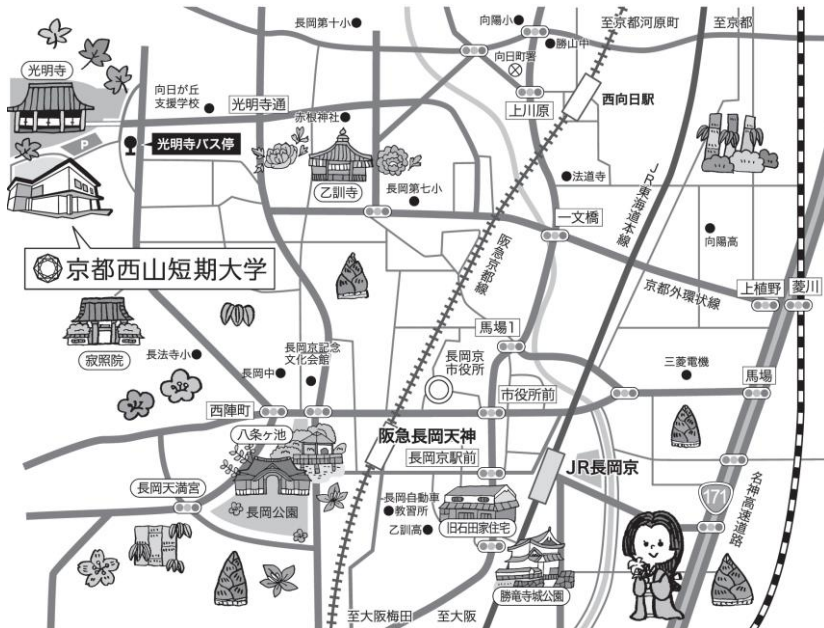 長岡第十小
向陽小
至京都河原町
至京都
勝山中
向日町署
光明寺
向日が丘
支援学校
光明寺通
赤根神社
上川原
西向日駅
P
光明寺バス停
乙訓寺
長岡第七小
法道寺
JR東海道本線
一文橋
向陽高
京都西山短期大学
阪急京都線
京都外環状線
上植野
菱川
寂照院
長法寺小
長岡中
長岡京記念
文化会館
馬場1
長岡京
市役所
三菱電機
西陣町
市役所前
馬場
八条ヶ池
阪急長岡天神
長岡京駅前
JR長岡京
長岡天満宮
長岡公園
長岡自動車
教習所
乙訓高
旧石田家住宅
171
名神高速道路
勝竜寺城公園
至大阪梅田
至大阪